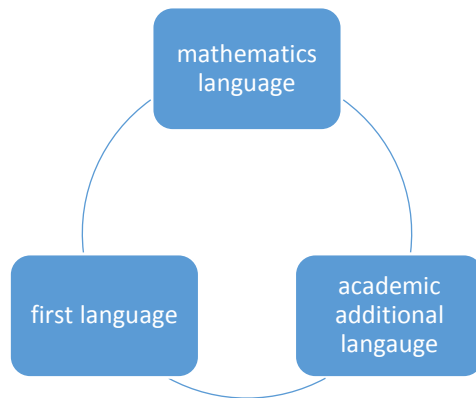 mathematics
language
first language
academic
additional
langauge